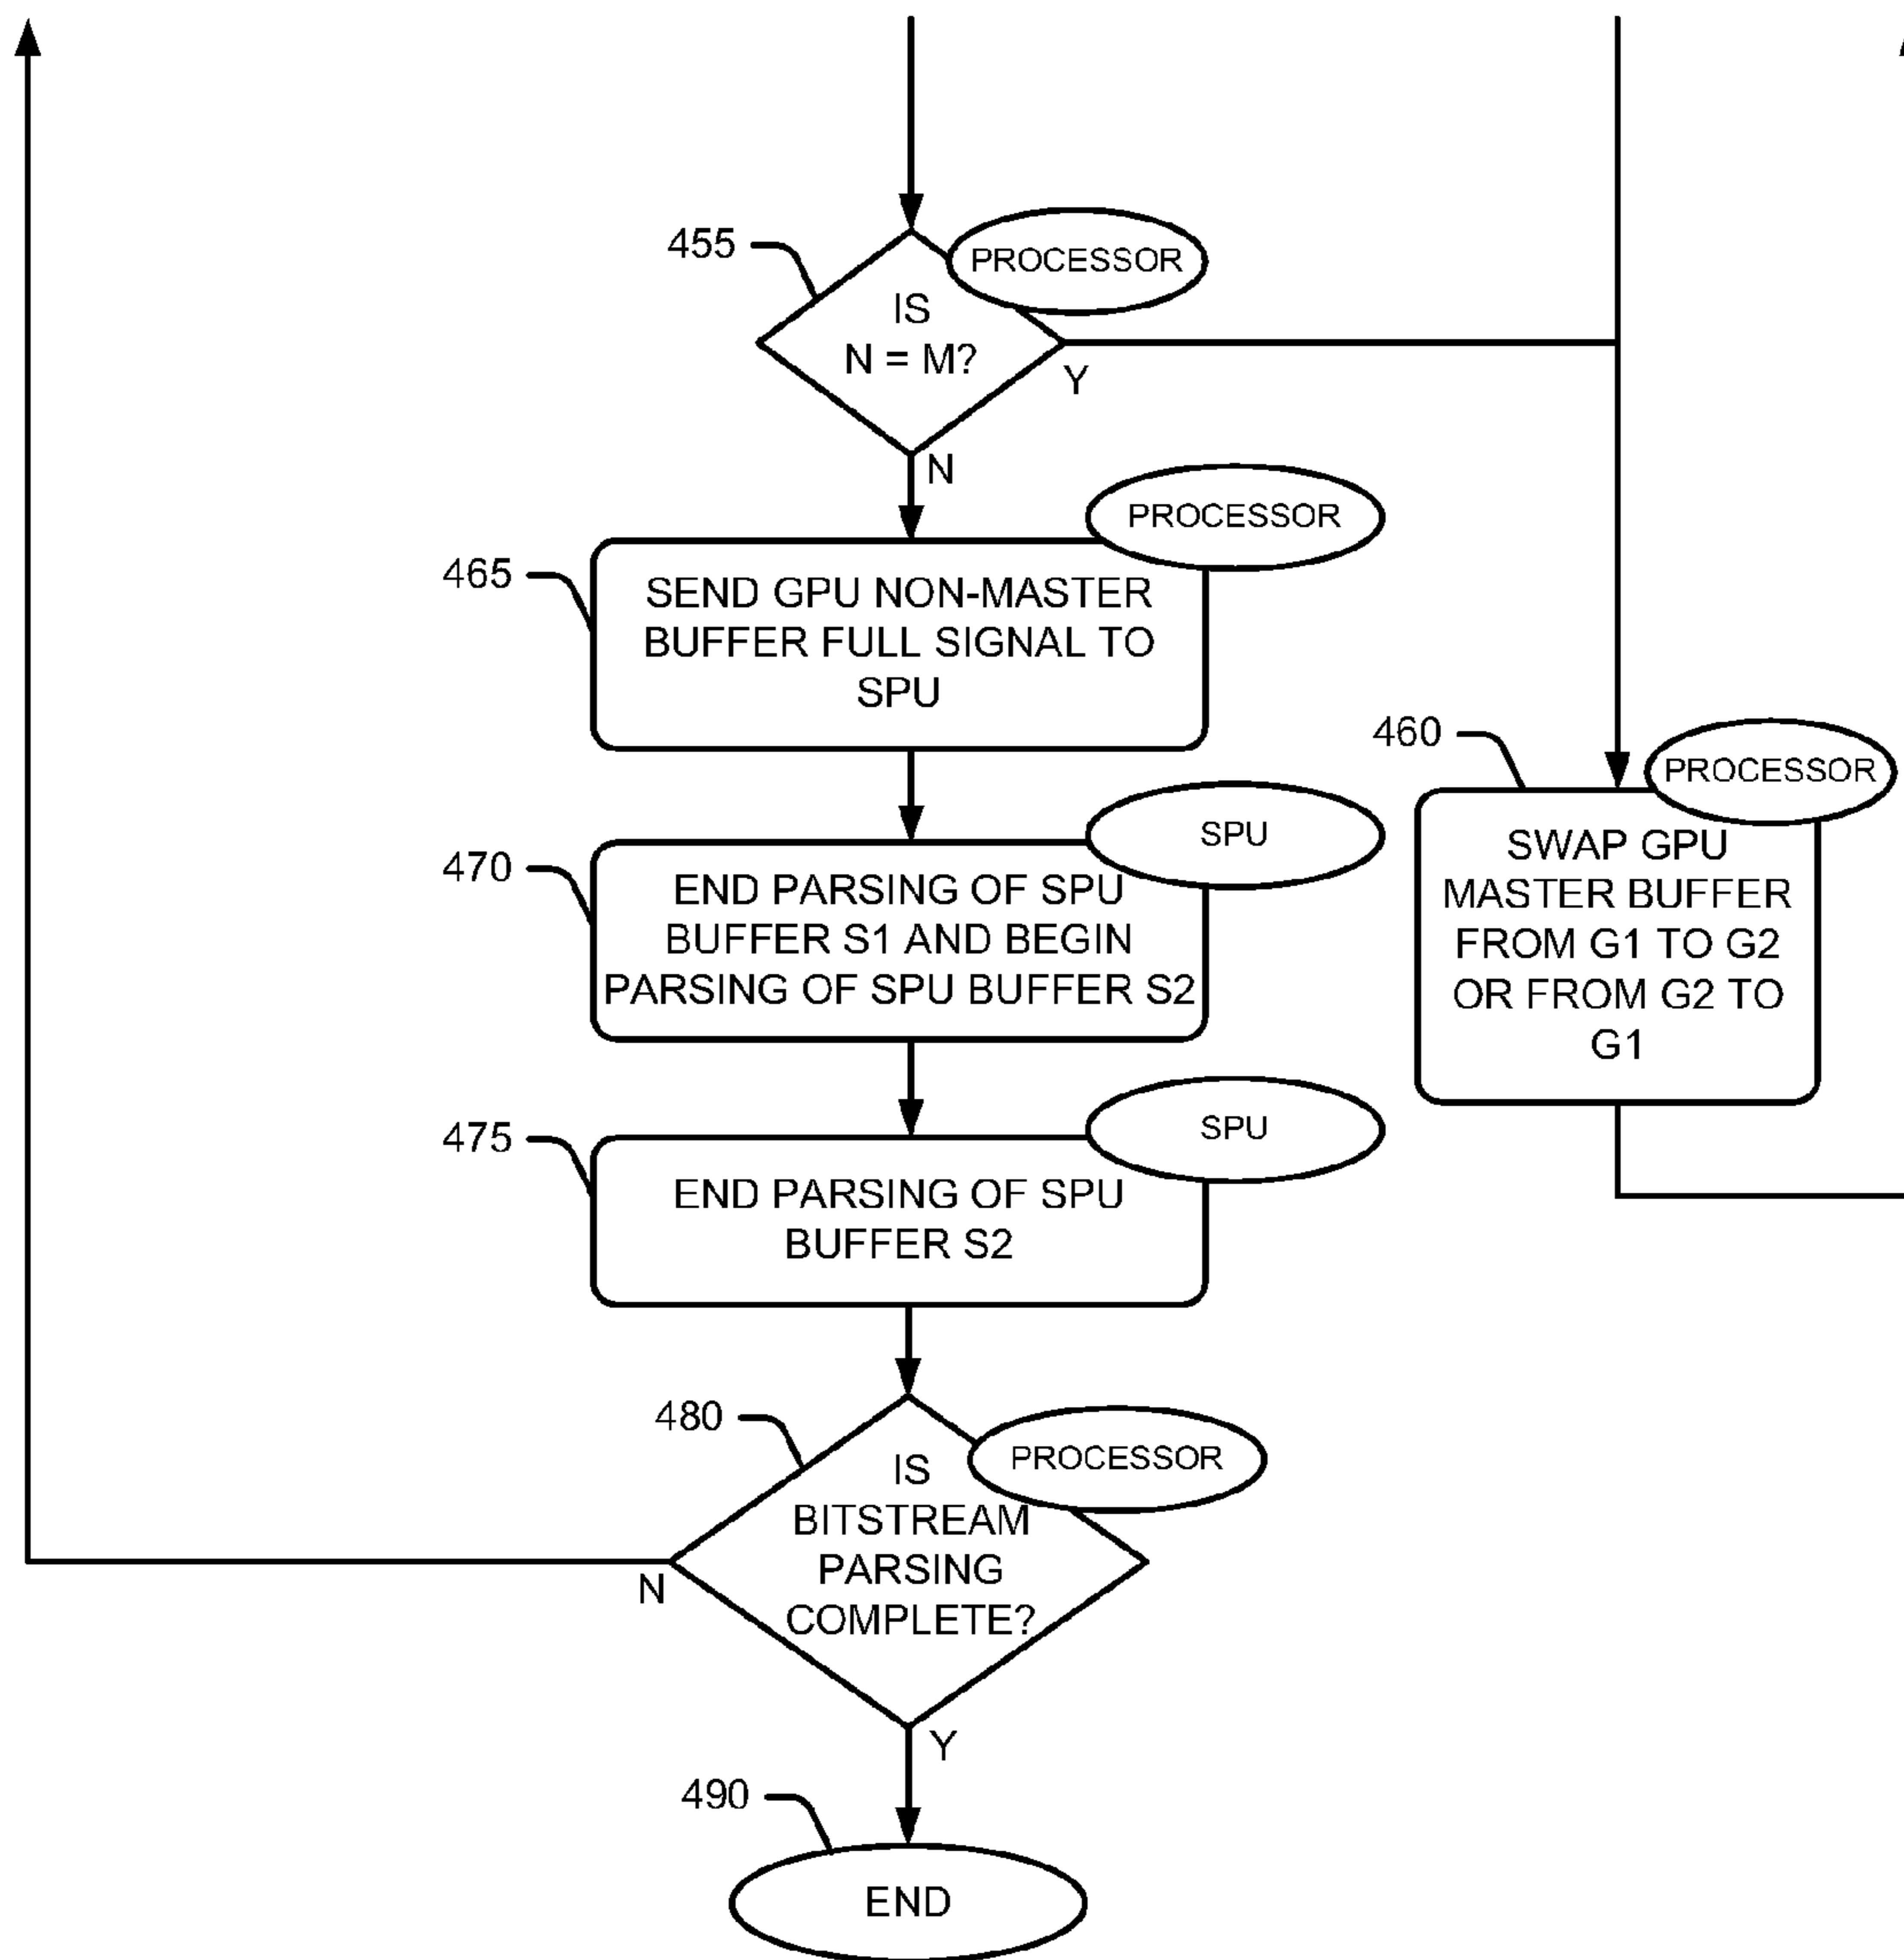 455
PROCESSOR
IS
N = M?
Y
N
465
PROCESSOR
SEND GPU NON-MASTER
BUFFER FULL SIGNAL TO
SPU
460
PROCESSOR
SWAP GPU
MASTER BUFFER
FROM G1 TO G2
OR FROM G2 TO
G1
470
SPU
END PARSING OF SPU
BUFFER S1 AND BEGIN
PARSING OF SPU BUFFER S2
475
SPU
END PARSING OF SPU
BUFFER S2
480
PROCESSOR
IS
BITSTREAM
PARSING
COMPLETE?
N
Y
490
END